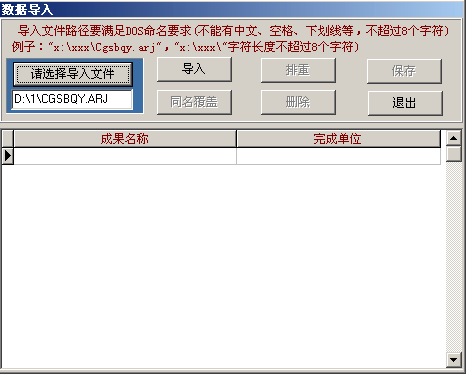 数据导入
导入文件路径要满足DOS命名要求(不能有中文、空格、下划线等，不超过8个字符)
例子："x:\xxx\Cgsbqy.arj"，"x:\xxx\"字符长度不超过8个字符)
请选择导入文件 导入 排重 保存
D:\1\CGSBQY.ARJ 同名覆盖 删除 退出
成果名称 完成单位